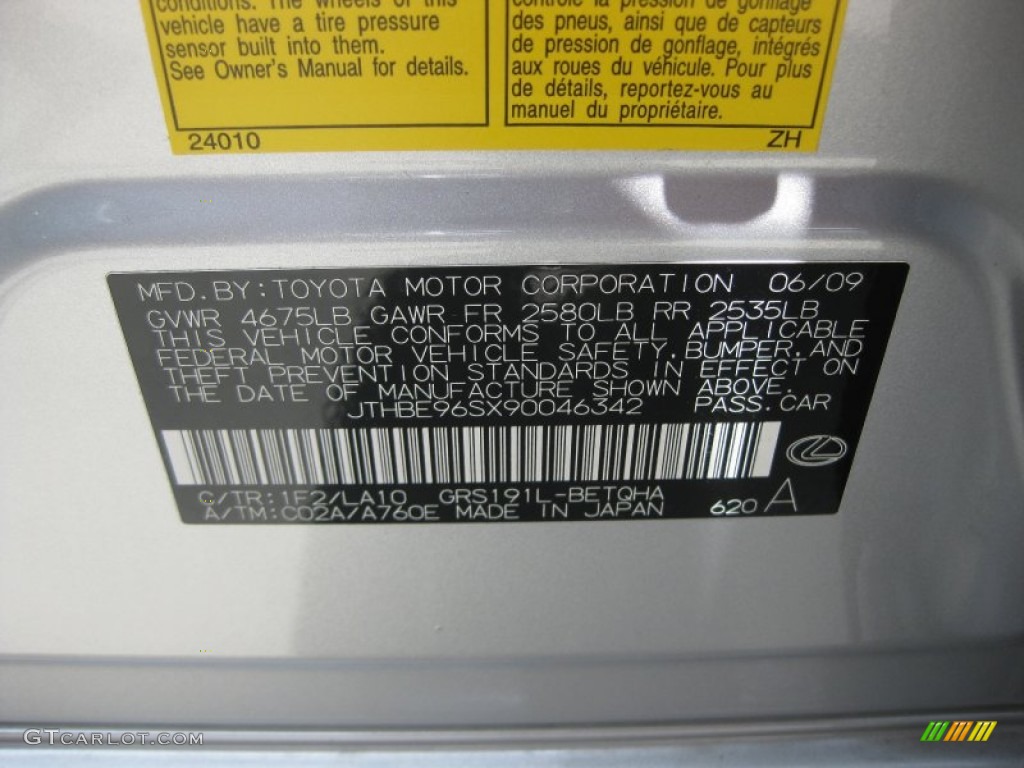 conditions. The wheels of this
vehicle have a tire pressure
sensor built into them.
See Owner's Manual for details.
contrôle la pression de gonflage
des pneus, ainsi que de capteurs
de pression de gonflage, intégrés
aux roues du véhicule. Pour plus
de détails, reportez-vous au
manuel du propriétaire.
24010 ZH
MFD. BY: TOYOTA MOTOR CORPORATION 06/09
GVWR 4675LB GAWR FR 2580LB RR 2535LB
THIS VEHICLE CONFORMS TO ALL APPLICABLE
FEDERAL MOTOR VEHICLE SAFETY, BUMPER, AND
THEFT PREVENTION STANDARDS IN EFFECT ON
THE DATE OF MANUFACTURE SHOWN ABOVE.
JTHBE96SX90046342 PASS. CAR
C/TR: 1F2/LA10 GRS191L-BETQHA
A/TM: C02A/A760E MADE IN JAPAN 620 A
GTCARLOT.COM